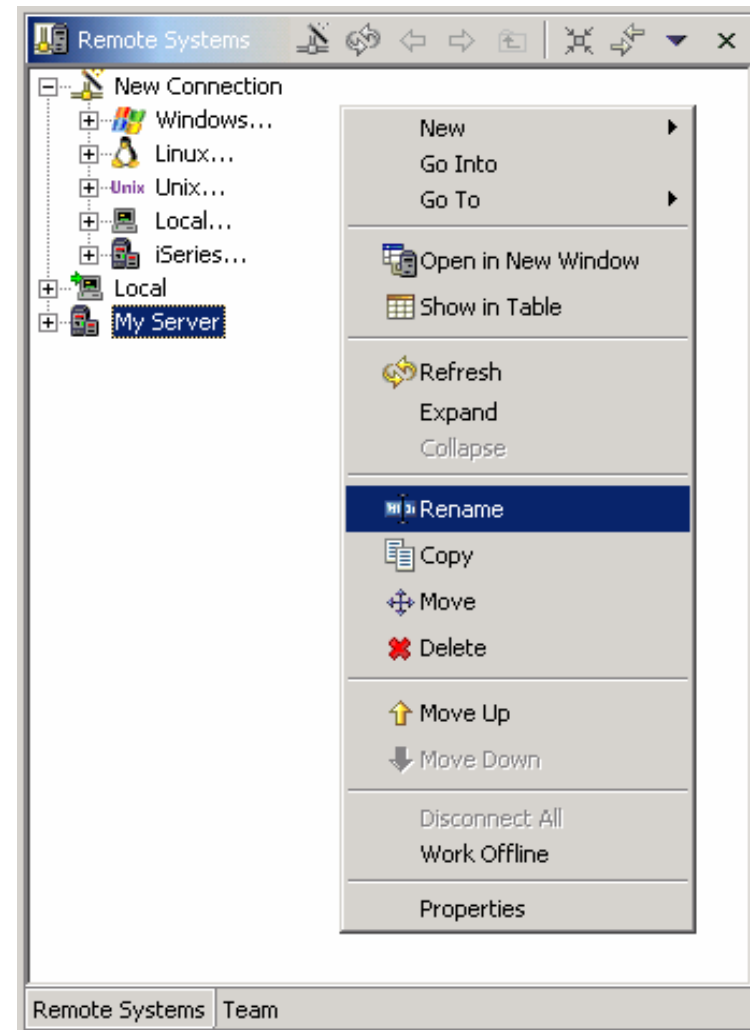 Remote Systems
New Connection
Windows...
Linux...
Unix Unix...
Local...
iSeries...
Local
My Server
New
Go Into
Go To
Open in New Window
Show in Table
Refresh
Expand
Collapse
Rename
Copy
Move
Delete
Move Up
Move Down
Disconnect All
Work Offline
Properties
Remote Systems Team